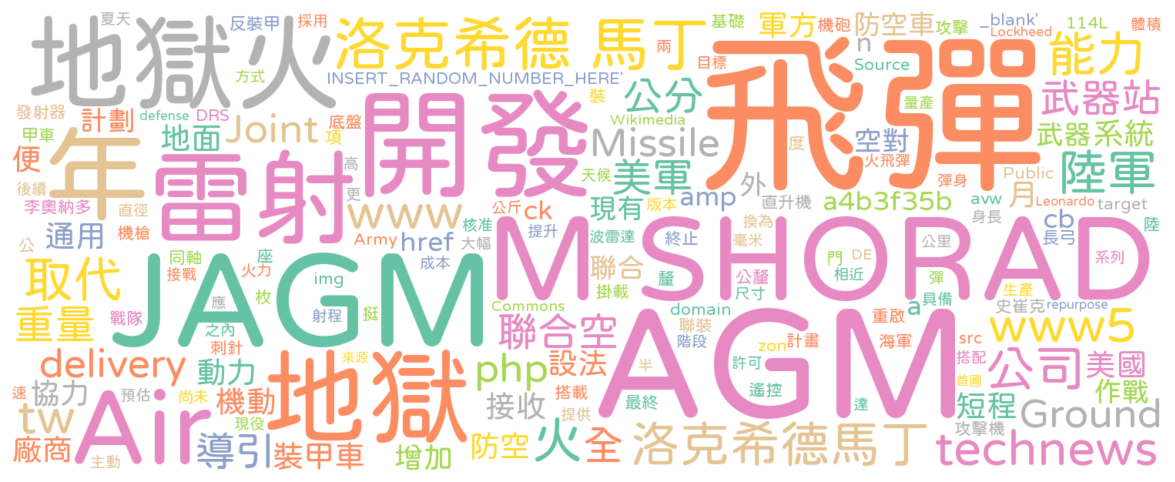 夏天
反裝甲
採用
洛克希德 馬丁
基礎
兩
軍方
機砲
防空車
攻擊
_blank'
Lockheed
114L
體積
地獄火
方式
INSERT_RANDOM_NUMBER_HERE'
飛彈
目標
n
Source
能力
發射器
計劃
defense
DRS
甲車
地面
Joint
底盤
項
開發
裝
公分
Wikimedia
Missile
量產
空對
武器站
武器系統
便
年
雷射
高
更
天候
美軍
度
外
火飛彈
直升機
彈身
Public
月
陸軍
後續
李奧納多
直徑
機槍
www
公斤
ck
核准
大幅
提升
現有
版本
amp
換為
a4b3f35b
avw
身長
Leonardo
target
cb
長弓
陸
公
通用
同軸
接戰
座
火力
href
Army
成本
波雷達
終止
毫米
M SHORAD
公里
系列
取代
img
枚
聯合
掛載
釐
公釐
尺寸
門
DE
相近
彈
a
具備
生產
史崔克
repurpose
重量
戰隊
應
之內
刺針
射程
挺
JAGM
Commons
聯合空
domain
聯裝
階段
AGM
zon
計畫
重啟
海軍
src
www5
搭配
delivery
動力
來源
地獄
php
設法
搭載
半
許可
遙控
公司
美國
作戰
速
協力
預估
尚未
現役
機動
接收
提供
最終
達
首圖
短程
攻擊機
Ground
tw
Air
廠商
主動
導引
裝甲車
增加
防空
火
全
洛克希德馬丁
technews